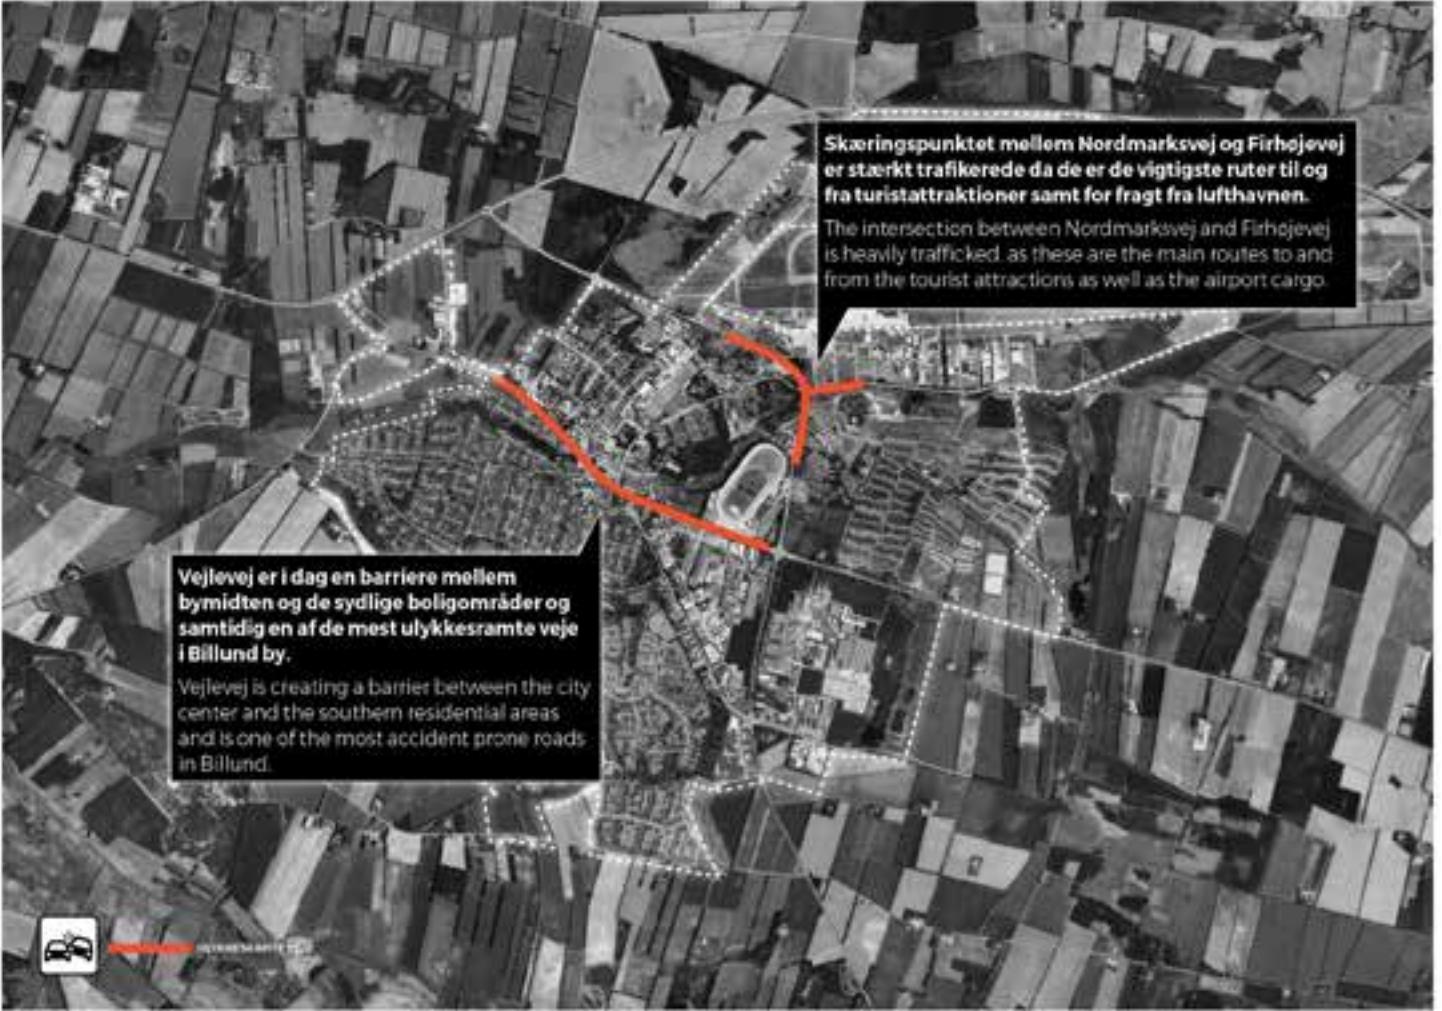 Skæringspunktet mellem Nordmarksvej og Firhøjevej
er stærkt trafikerede da de er de vigtigste ruter til og
fra turistattraktioner samt for fragt fra lufthavnen.
The intersection between Nordmarksvej and Firhøjevej
is heavily trafficked, as these are the main routes to and
from the tourist attractions as well as the airport cargo.
Vejlevej er i dag en barriere mellem
bymidten og de sydlige boligområder og
samtidig en af de mest ulykkesramte veje
i Billund by.
Vejlevej is creating a barrier between the city
center and the southern residential areas
and is one of the most accident prone roads
in Billund.